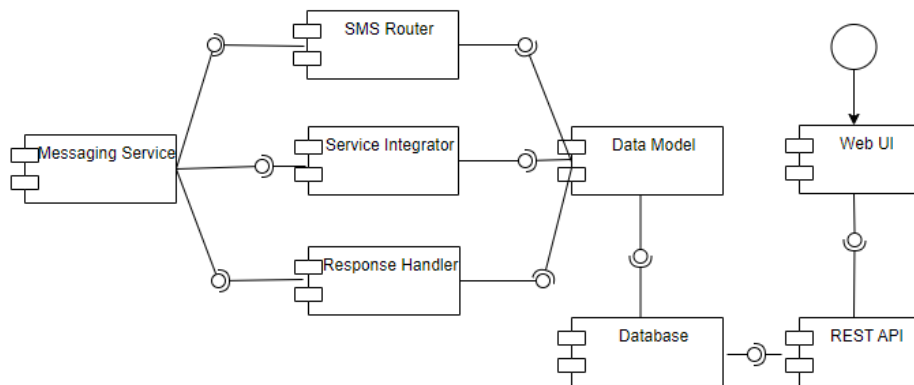 SMS Router
Messaging Service
Service Integrator
Data Model
Web UI
Response Handler
Database
REST API